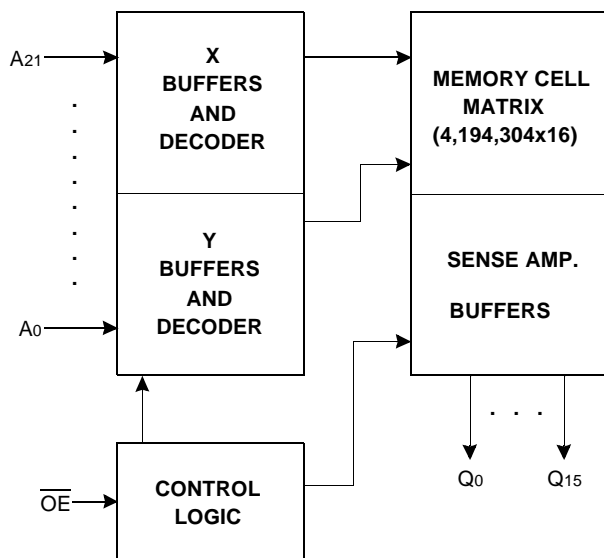 A21
X
BUFFERS
AND
DECODER
MEMORY CELL
MATRIX
(4,194,304x16)
Y
BUFFERS
AND
DECODER
A0
SENSE AMP.
BUFFERS
Q0
Q15
OE
CONTROL
LOGIC